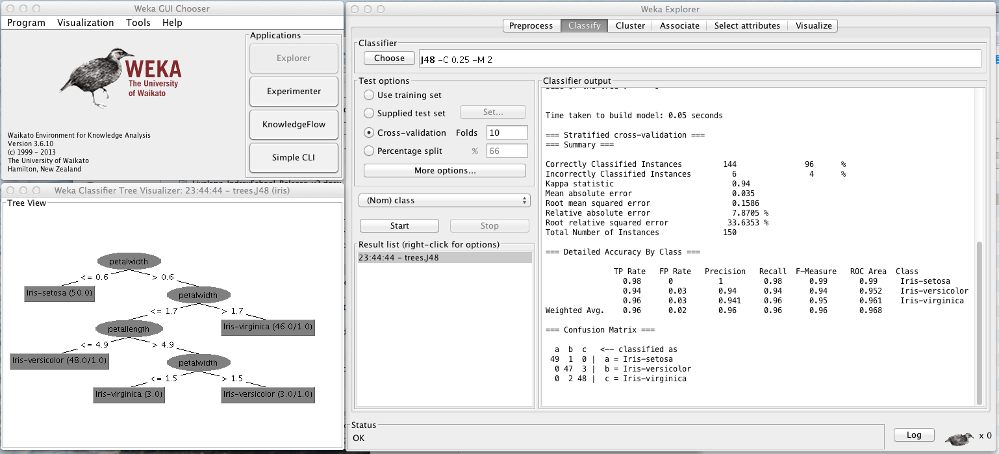 Weka GUI Chooser
Program Visualization Tools Help
WEKA
The University
of Waikato
Waikato Environment for Knowledge Analysis
Version 3.6.10
(c) 1999 - 2013
The University of Waikato
Hamilton, New Zealand
Applications
Explorer
Experimenter
KnowledgeFlow
Simple CLI
Weka Classifier Tree Visualizer: 23:44:44 - trees.J48 (iris)
Tree View
petalwidth
<= 0.6 > 0.6
Iris-setosa (50.0) petalwidth
<= 1.7 > 1.7
petallength Iris-virginica (46.0/1.0)
<= 4.9 > 4.9
Iris-versicolor (48.0/1.0) petalwidth
<= 1.5 > 1.5
Iris-virginica (3.0) Iris-versicolor (3.0/1.0)
Weka Explorer
Preprocess Classify Cluster Associate Select attributes Visualize
Classifier
Choose J48 -C 0.25 -M 2
Test options
Use training set
Supplied test set Set...
Cross-validation Folds 10
Percentage split % 66
More options...
(Nom) class
Start Stop
Result list (right-click for options)
23:44:44 - trees.J48
Classifier output
Time taken to build model: 0.05 seconds
=== Stratified cross-validation ===
=== Summary ===
Correctly Classified Instances 144 96 %
Incorrectly Classified Instances 6 4 %
Kappa statistic 0.94
Mean absolute error 0.035
Root mean squared error 0.1586
Relative absolute error 7.8705 %
Root relative squared error 33.6353 %
Total Number of Instances 150
=== Detailed Accuracy By Class ===
TP Rate FP Rate Precision Recall F-Measure ROC Area Class
0.98 0 1 0.98 0.99 0.99 Iris-setosa
0.94 0.03 0.94 0.94 0.94 0.952 Iris-versicolor
0.96 0.03 0.941 0.96 0.95 0.961 Iris-virginica
Weighted Avg. 0.96 0.02 0.96 0.96 0.96 0.968
=== Confusion Matrix ===
a b c <-- classified as
49 1 0 | a = Iris-setosa
0 47 3 | b = Iris-versicolor
0 2 48 | c = Iris-virginica
Status
OK
Log
x 0